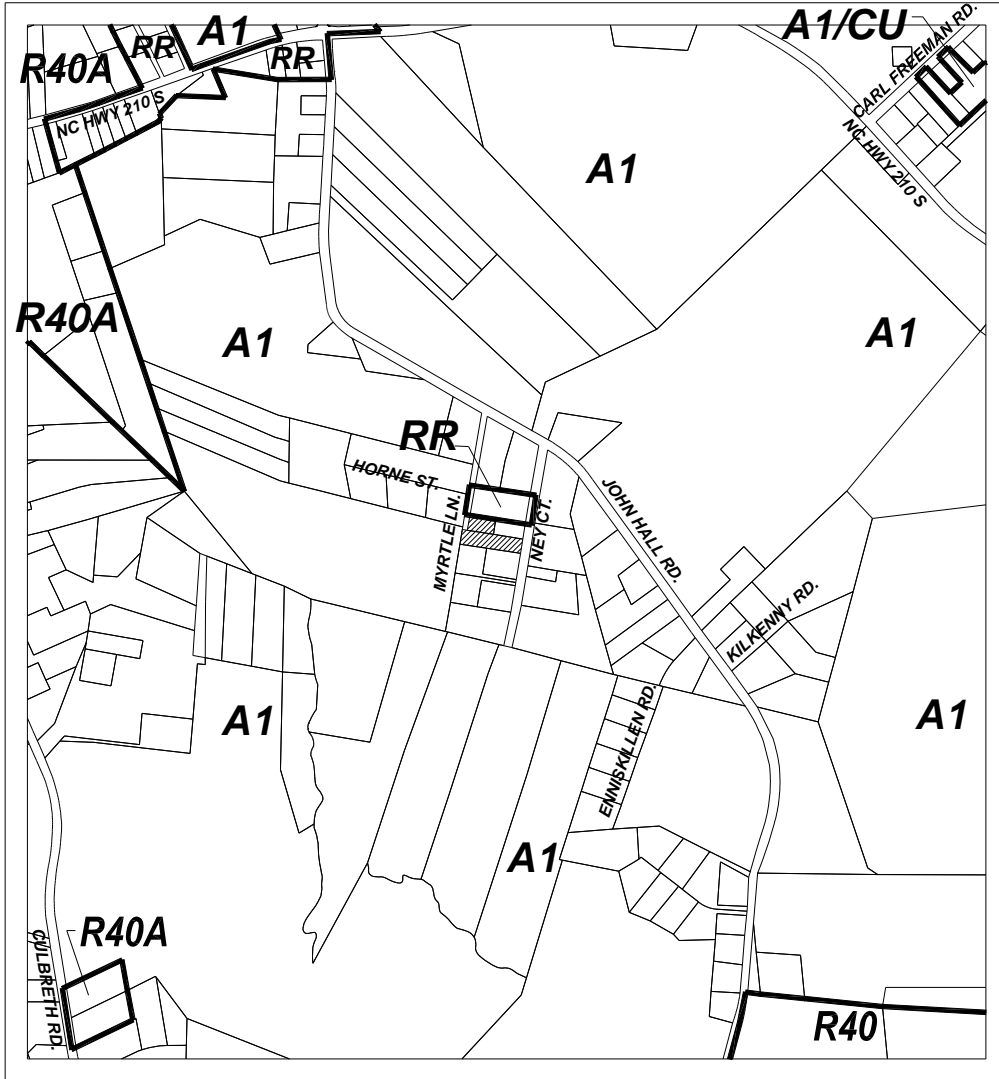 A1
A1/CU
RR
RR
R40A
CARL FREEMAN RD.
NC HWY 210 S
NC HWY 210 S
A1
R40A
A1
A1
RR
HORNE ST.
MYRTLE LN.
NEY CT.
JOHN HALL RD.
KILKENNY RD.
ENNISKILLEN RD.
A1
A1
A1
R40A
CULBRETH RD.
R40